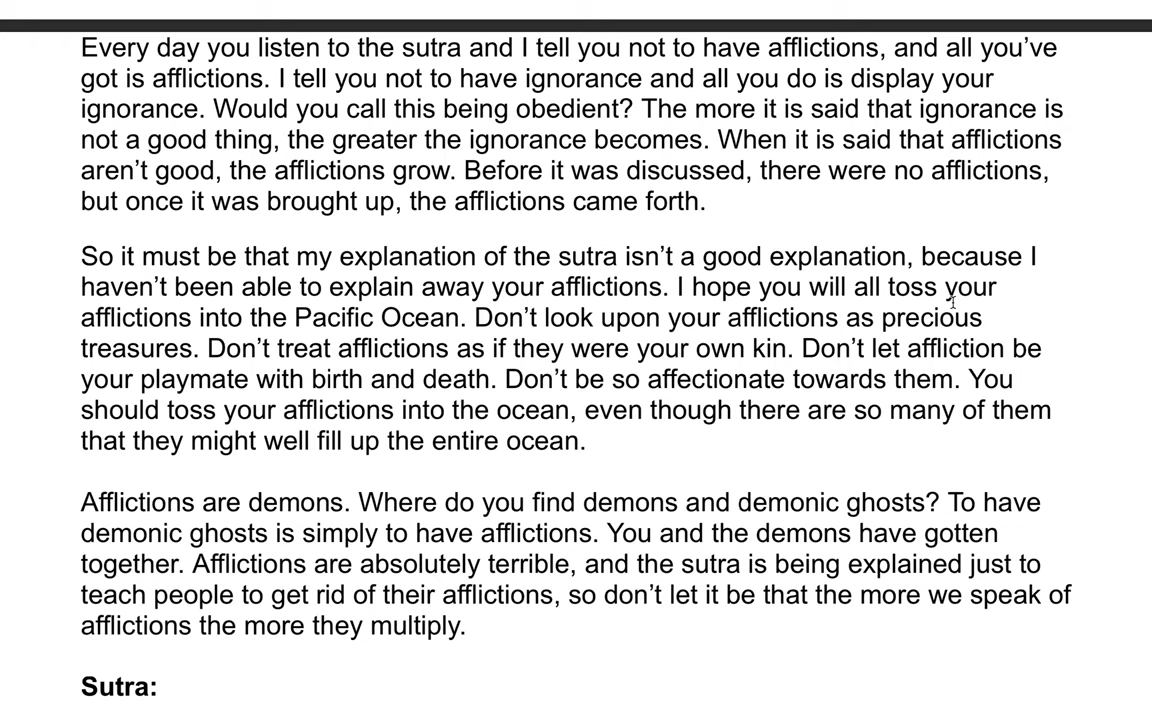 Every day you listen to the sutra and I tell you not to have afflictions, and all you’ve
got is afflictions. I tell you not to have ignorance and all you do is display your
ignorance. Would you call this being obedient? The more it is said that ignorance is
not a good thing, the greater the ignorance becomes. When it is said that afflictions
aren’t good, the afflictions grow. Before it was discussed, there were no afflictions,
but once it was brought up, the afflictions came forth.
So it must be that my explanation of the sutra isn’t a good explanation, because I
haven’t been able to explain away your afflictions. I hope you will all toss your
afflictions into the Pacific Ocean. Don’t look upon your afflictions as precious
treasures. Don’t treat afflictions as if they were your own kin. Don’t let affliction be
your playmate with birth and death. Don’t be so affectionate towards them. You
should toss your afflictions into the ocean, even though there are so many of them
that they might well fill up the entire ocean.
Afflictions are demons. Where do you find demons and demonic ghosts? To have
demonic ghosts is simply to have afflictions. You and the demons have gotten
together. Afflictions are absolutely terrible, and the sutra is being explained just to
teach people to get rid of their afflictions, so don’t let it be that the more we speak of
afflictions the more they multiply.
Sutra: